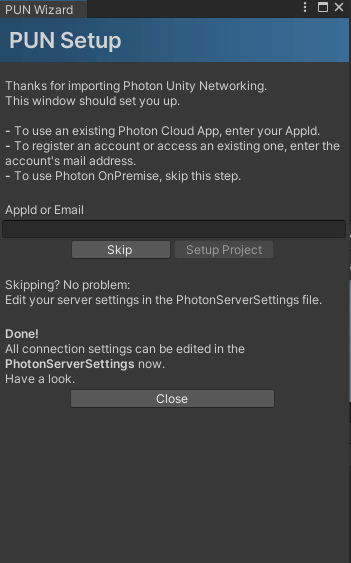 PUN Wizard
PUN Setup
Thanks for importing Photon Unity Networking.
This window should set you up.
- To use an existing Photon Cloud App, enter your AppId.
- To register an account or access an existing one, enter the
account's mail address.
- To use Photon OnPremise, skip this step.
AppId or Email
Skip
Setup Project
Skipping? No problem:
Edit your server settings in the PhotonServerSettings file.
Done!
All connection settings can be edited in the
PhotonServerSettings now.
Have a look.
Close